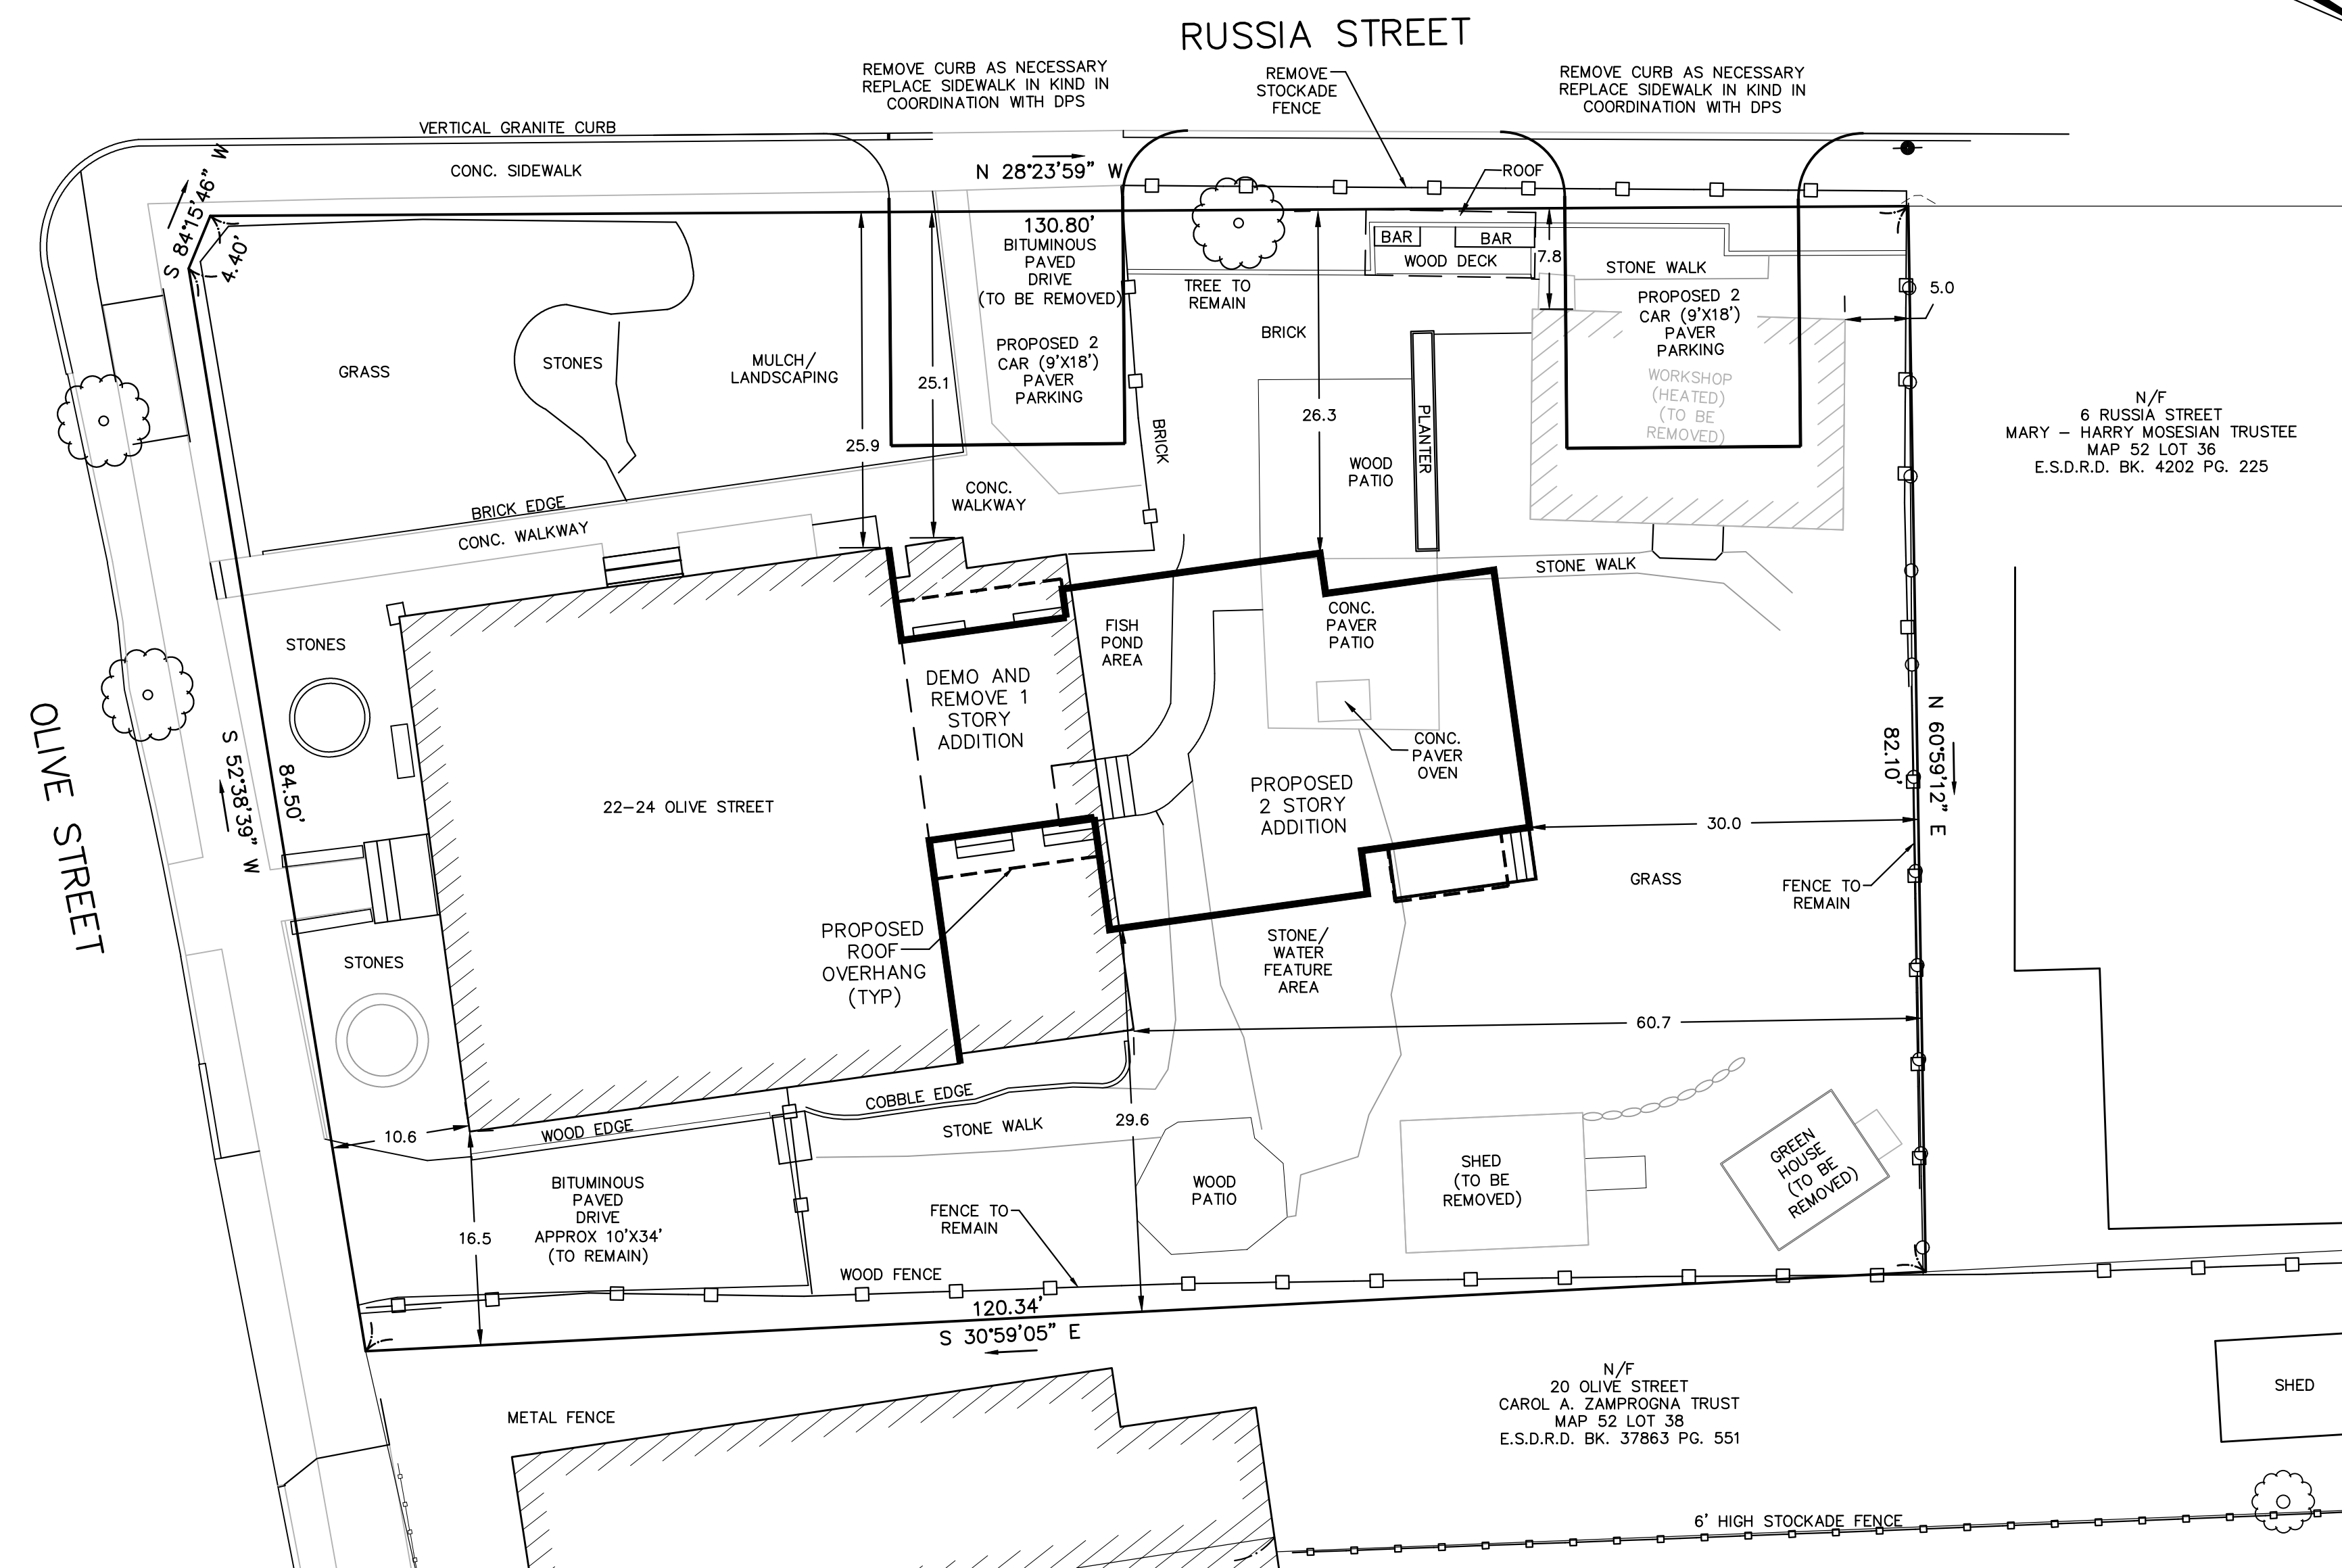 RUSSIA STREET
REMOVE CURB AS NECESSARY
REPLACE SIDEWALK IN KIND IN
COORDINATION WITH DPS
REMOVE
STOCKADE
FENCE
REMOVE CURB AS NECESSARY
REPLACE SIDEWALK IN KIND IN
COORDINATION WITH DPS
VERTICAL GRANITE CURB
CONC. SIDEWALK
N 28°23'59" W
ROOF
S 84°15'46" W
4.40'
130.80'
BITUMINOUS
PAVED
DRIVE
(TO BE REMOVED)
PROPOSED 2
CAR (9'X18')
PAVER
PARKING
TREE TO
REMAIN
BAR
BAR
WOOD DECK
7.8
STONE WALK
PROPOSED 2
CAR (9'X18')
PAVER
PARKING
WORKSHOP
(HEATED)
(TO BE
REMOVED)
5.0
GRASS
STONES
MULCH/
LANDSCAPING
25.9
25.1
BRICK
BRICK
26.3
WOOD
PATIO
PLANTER
N/F
6 RUSSIA STREET
MARY – HARRY MOSESIAN TRUSTEE
MAP 52 LOT 36
E.S.D.R.D. BK. 4202 PG. 225
BRICK EDGE
CONC. WALKWAY
CONC.
WALKWAY
STONE WALK
STONES
FISH
POND
AREA
CONC.
PAVER
PATIO
DEMO AND
REMOVE 1
STORY
ADDITION
CONC.
PAVER
OVEN
PROPOSED
2 STORY
ADDITION
OLIVE STREET
S 52°38'39" W
84.50'
22–24 OLIVE STREET
N 60°59'12" E
82.10'
30.0
GRASS
FENCE TO
REMAIN
PROPOSED
ROOF
OVERHANG
(TYP)
STONES
STONE/
WATER
FEATURE
AREA
60.7
COBBLE EDGE
WOOD EDGE
STONE WALK
10.6
29.6
16.5
BITUMINOUS
PAVED
DRIVE
APPROX 10'X34'
(TO REMAIN)
FENCE TO
REMAIN
WOOD
PATIO
SHED
(TO BE
REMOVED)
GREEN
HOUSE
(TO BE
REMOVED)
WOOD FENCE
120.34'
S 30°59'05" E
METAL FENCE
N/F
20 OLIVE STREET
CAROL A. ZAMPROGNA TRUST
MAP 52 LOT 38
E.S.D.R.D. BK. 37863 PG. 551
SHED
6' HIGH STOCKADE FENCE